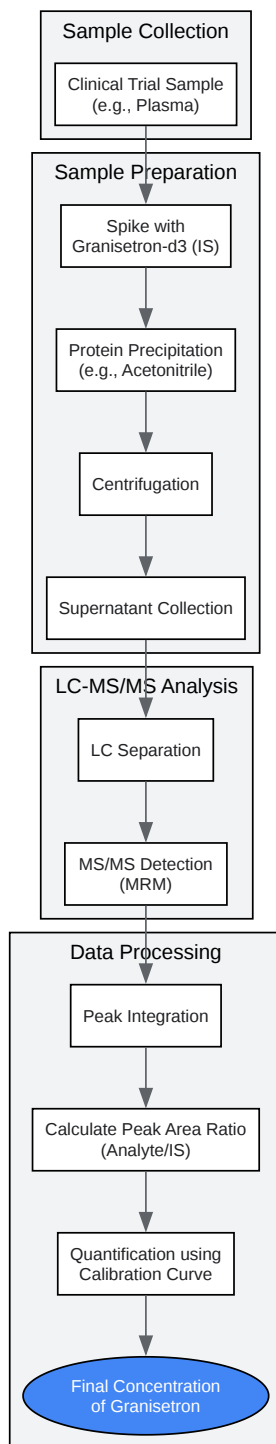 Sample Collection
Clinical Trial Sample
(e.g., Plasma)
Sample Preparation
Spike with
Granisetron-d3 (IS)
Protein Precipitation
(e.g., Acetonitrile)
Centrifugation
Supernatant Collection
LC-MS/MS Analysis
LC Separation
MS/MS Detection
(MRM)
Data Processing
Peak Integration
Calculate Peak Area Ratio
(Analyte/IS)
Quantification using
Calibration Curve
Final Concentration
of Granisetron